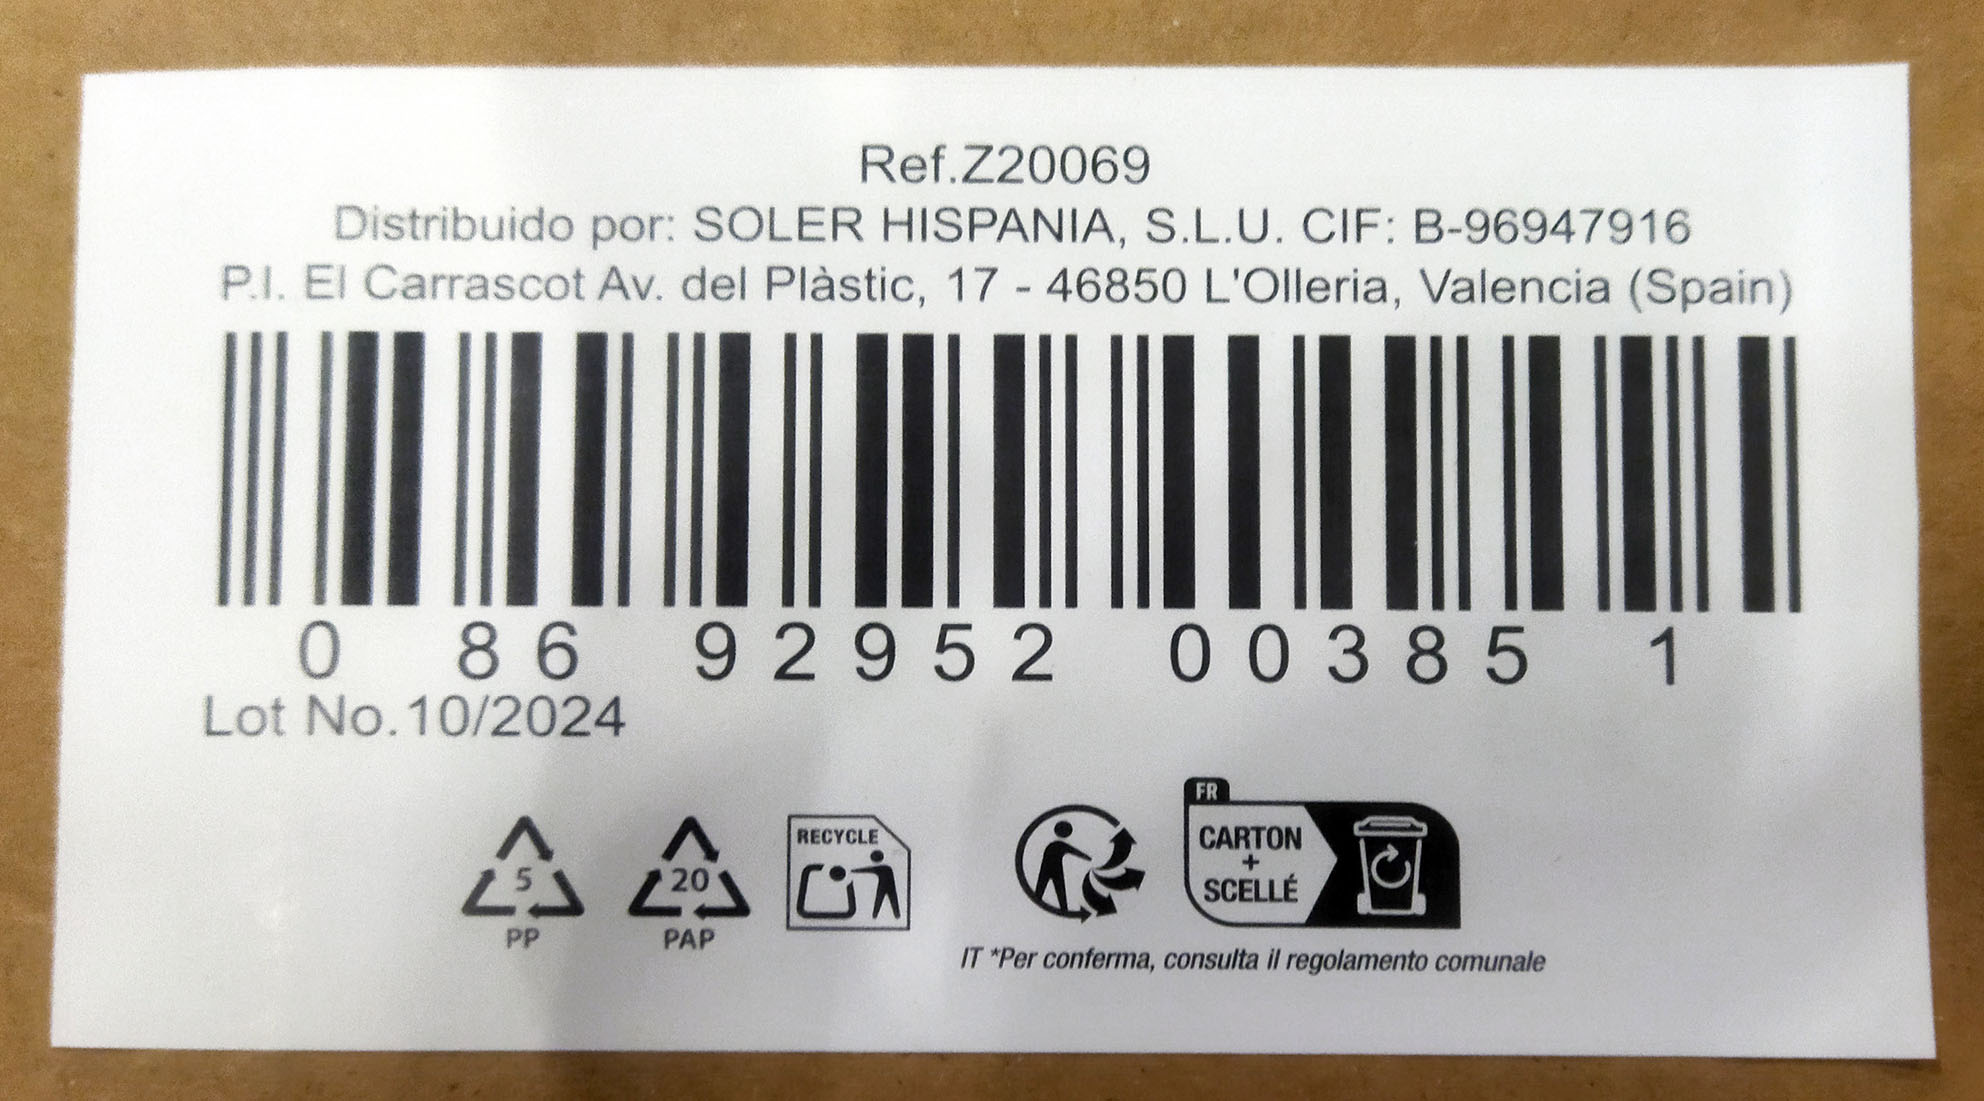 Ref.Z20069
Distribuido por: SOLER HISPANIA, S.L.U. CIF: B-96947916
P.I. El Carrascot Av. del Plàstic, 17 - 46850 L'Olleria, Valencia (Spain)
0 86 92952 00385 1
Lot No.10/2024
5
PP
20
PAP
RECYCLE
FR
CARTON
+
SCELLÉ
IT *Per conferma, consulta il regolamento comunale